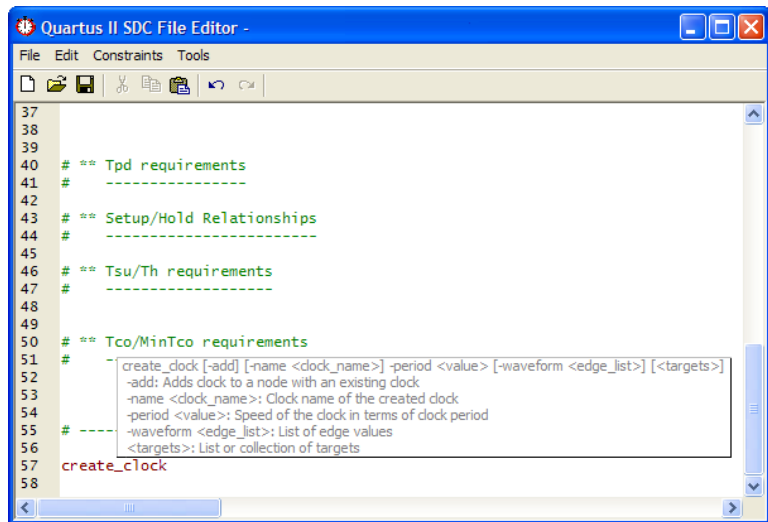 Quartus II SDC File Editor -
File Edit Constraints Tools
37
38
39
40 # ** Tpd requirements
41 # -----------------
42
43 # ** Setup/Hold Relationships
44 # ------------------------
45
46 # ** Tsu/Th requirements
47 # -------------------
48
49
50 # ** Tco/MinTco requirements
51 # --
create_clock [-add] [-name <clock_name>] -period <value> [-waveform <edge_list>] [<targets>]
52 -add: Adds clock to a node with an existing clock
53 -name <clock_name>: Clock name of the created clock
54 -period <value>: Speed of the clock in terms of clock period
55 # ---- -waveform <edge_list>: List of edge values
56 <targets>: List or collection of targets
57 create_clock
58